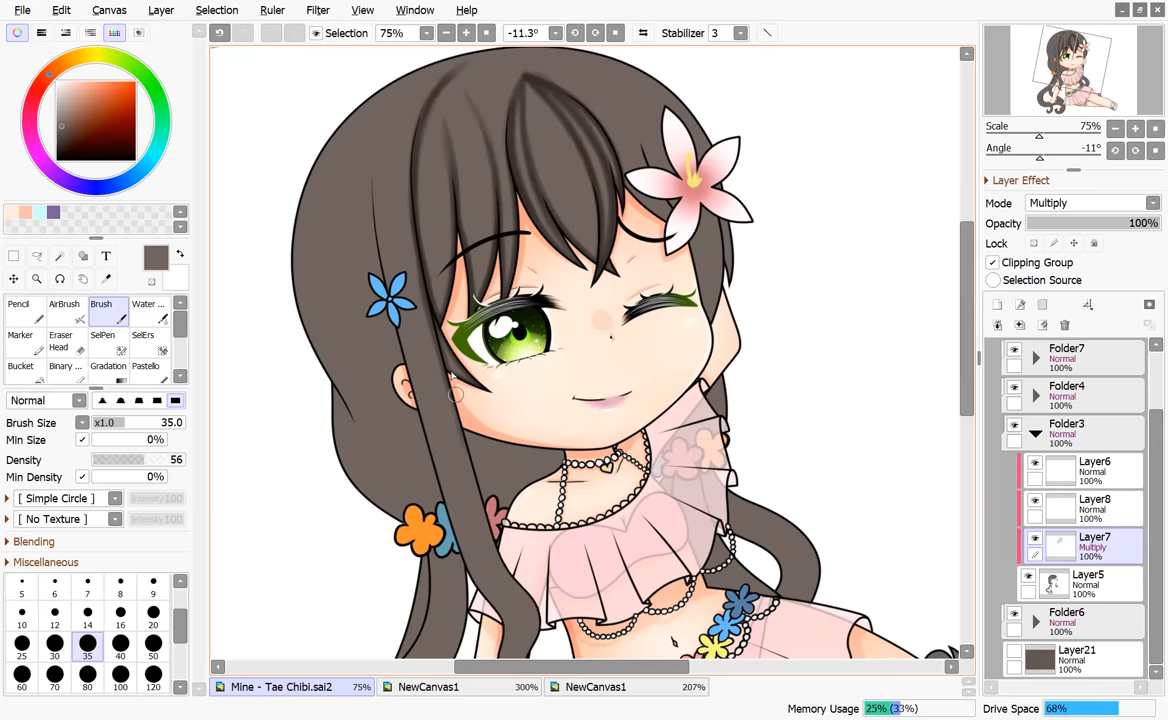 File Edit Canvas Layer Selection Ruler Filter View Window Help
Selection 75% -11.3° Stabilizer 3
Scale 75%
Angle -11°
Layer Effect
Mode Multiply
Opacity 100%
Lock
Clipping Group
Selection Source
T
Pencil AirBrush Brush Water ...
Marker Eraser Head SelPen SelErs
Bucket Binary ... Gradation Pastello
Normal
Brush Size x1.0 35.0
Min Size 0%
Density 56
Min Density 0%
[ Simple Circle ] Intensity 100
[ No Texture ] Intensity 100
Blending
Miscellaneous
5 6 7 8 9
10 12 14 16 20
25 30 35 40 50
60 70 80 100 120
Folder7
Normal
100%
Folder4
Normal
100%
Folder3
Normal
100%
Layer6
Normal
100%
Layer8
Normal
100%
Layer7
Multiply
100%
Layer5
Normal
100%
Folder6
Normal
100%
Layer21
Normal
100%
Mine - Tae Chibi.sai2 75% NewCanvas1 300% NewCanvas1 207%
Memory Usage 25% (33%) Drive Space 68%